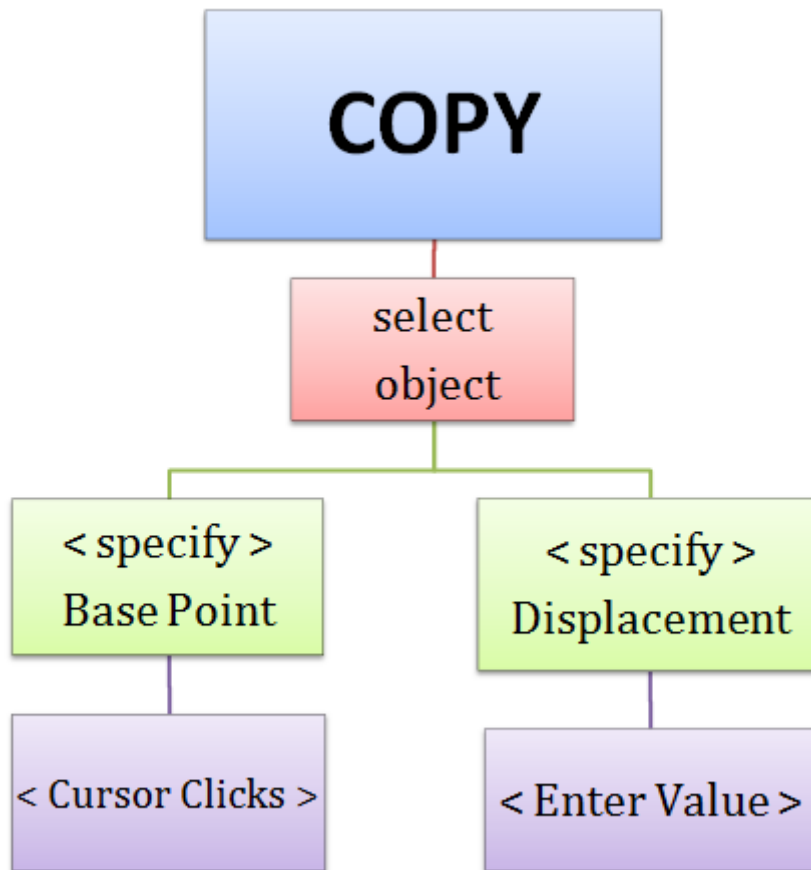 COPY
select
object
< specify >
Base Point
< specify >
Displacement
< Cursor Clicks >
< Enter Value >